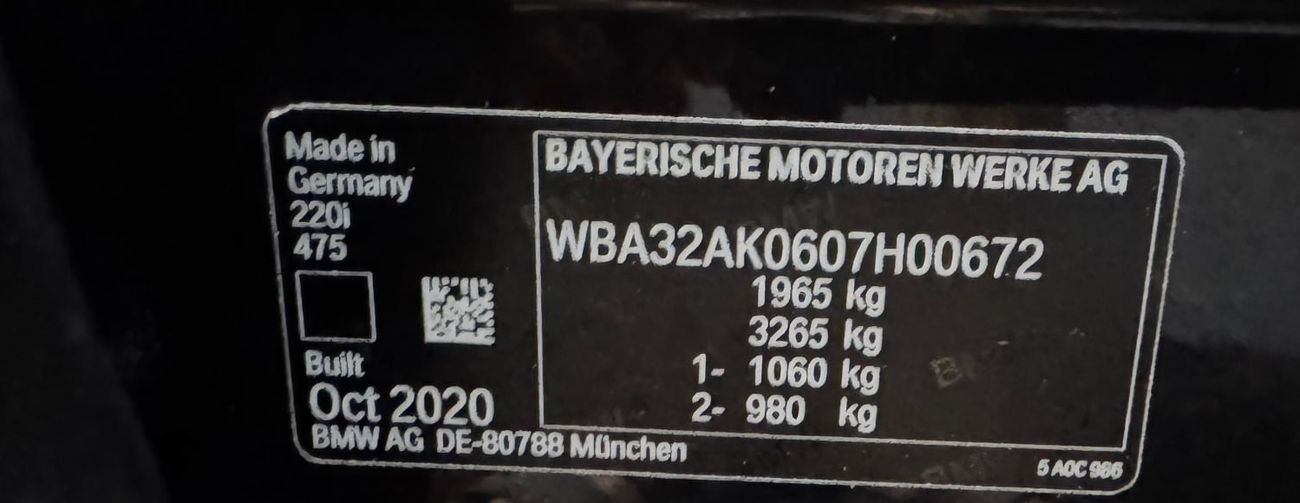 Made in
Germany
220i
475
Built
Oct 2020
BAYERISCHE MOTOREN WERKE AG
WBA32AK0607H00672
1965 kg
3265 kg
1- 1060 kg
2- 980 kg
BMW AG DE-80788 München
5 A0C 986